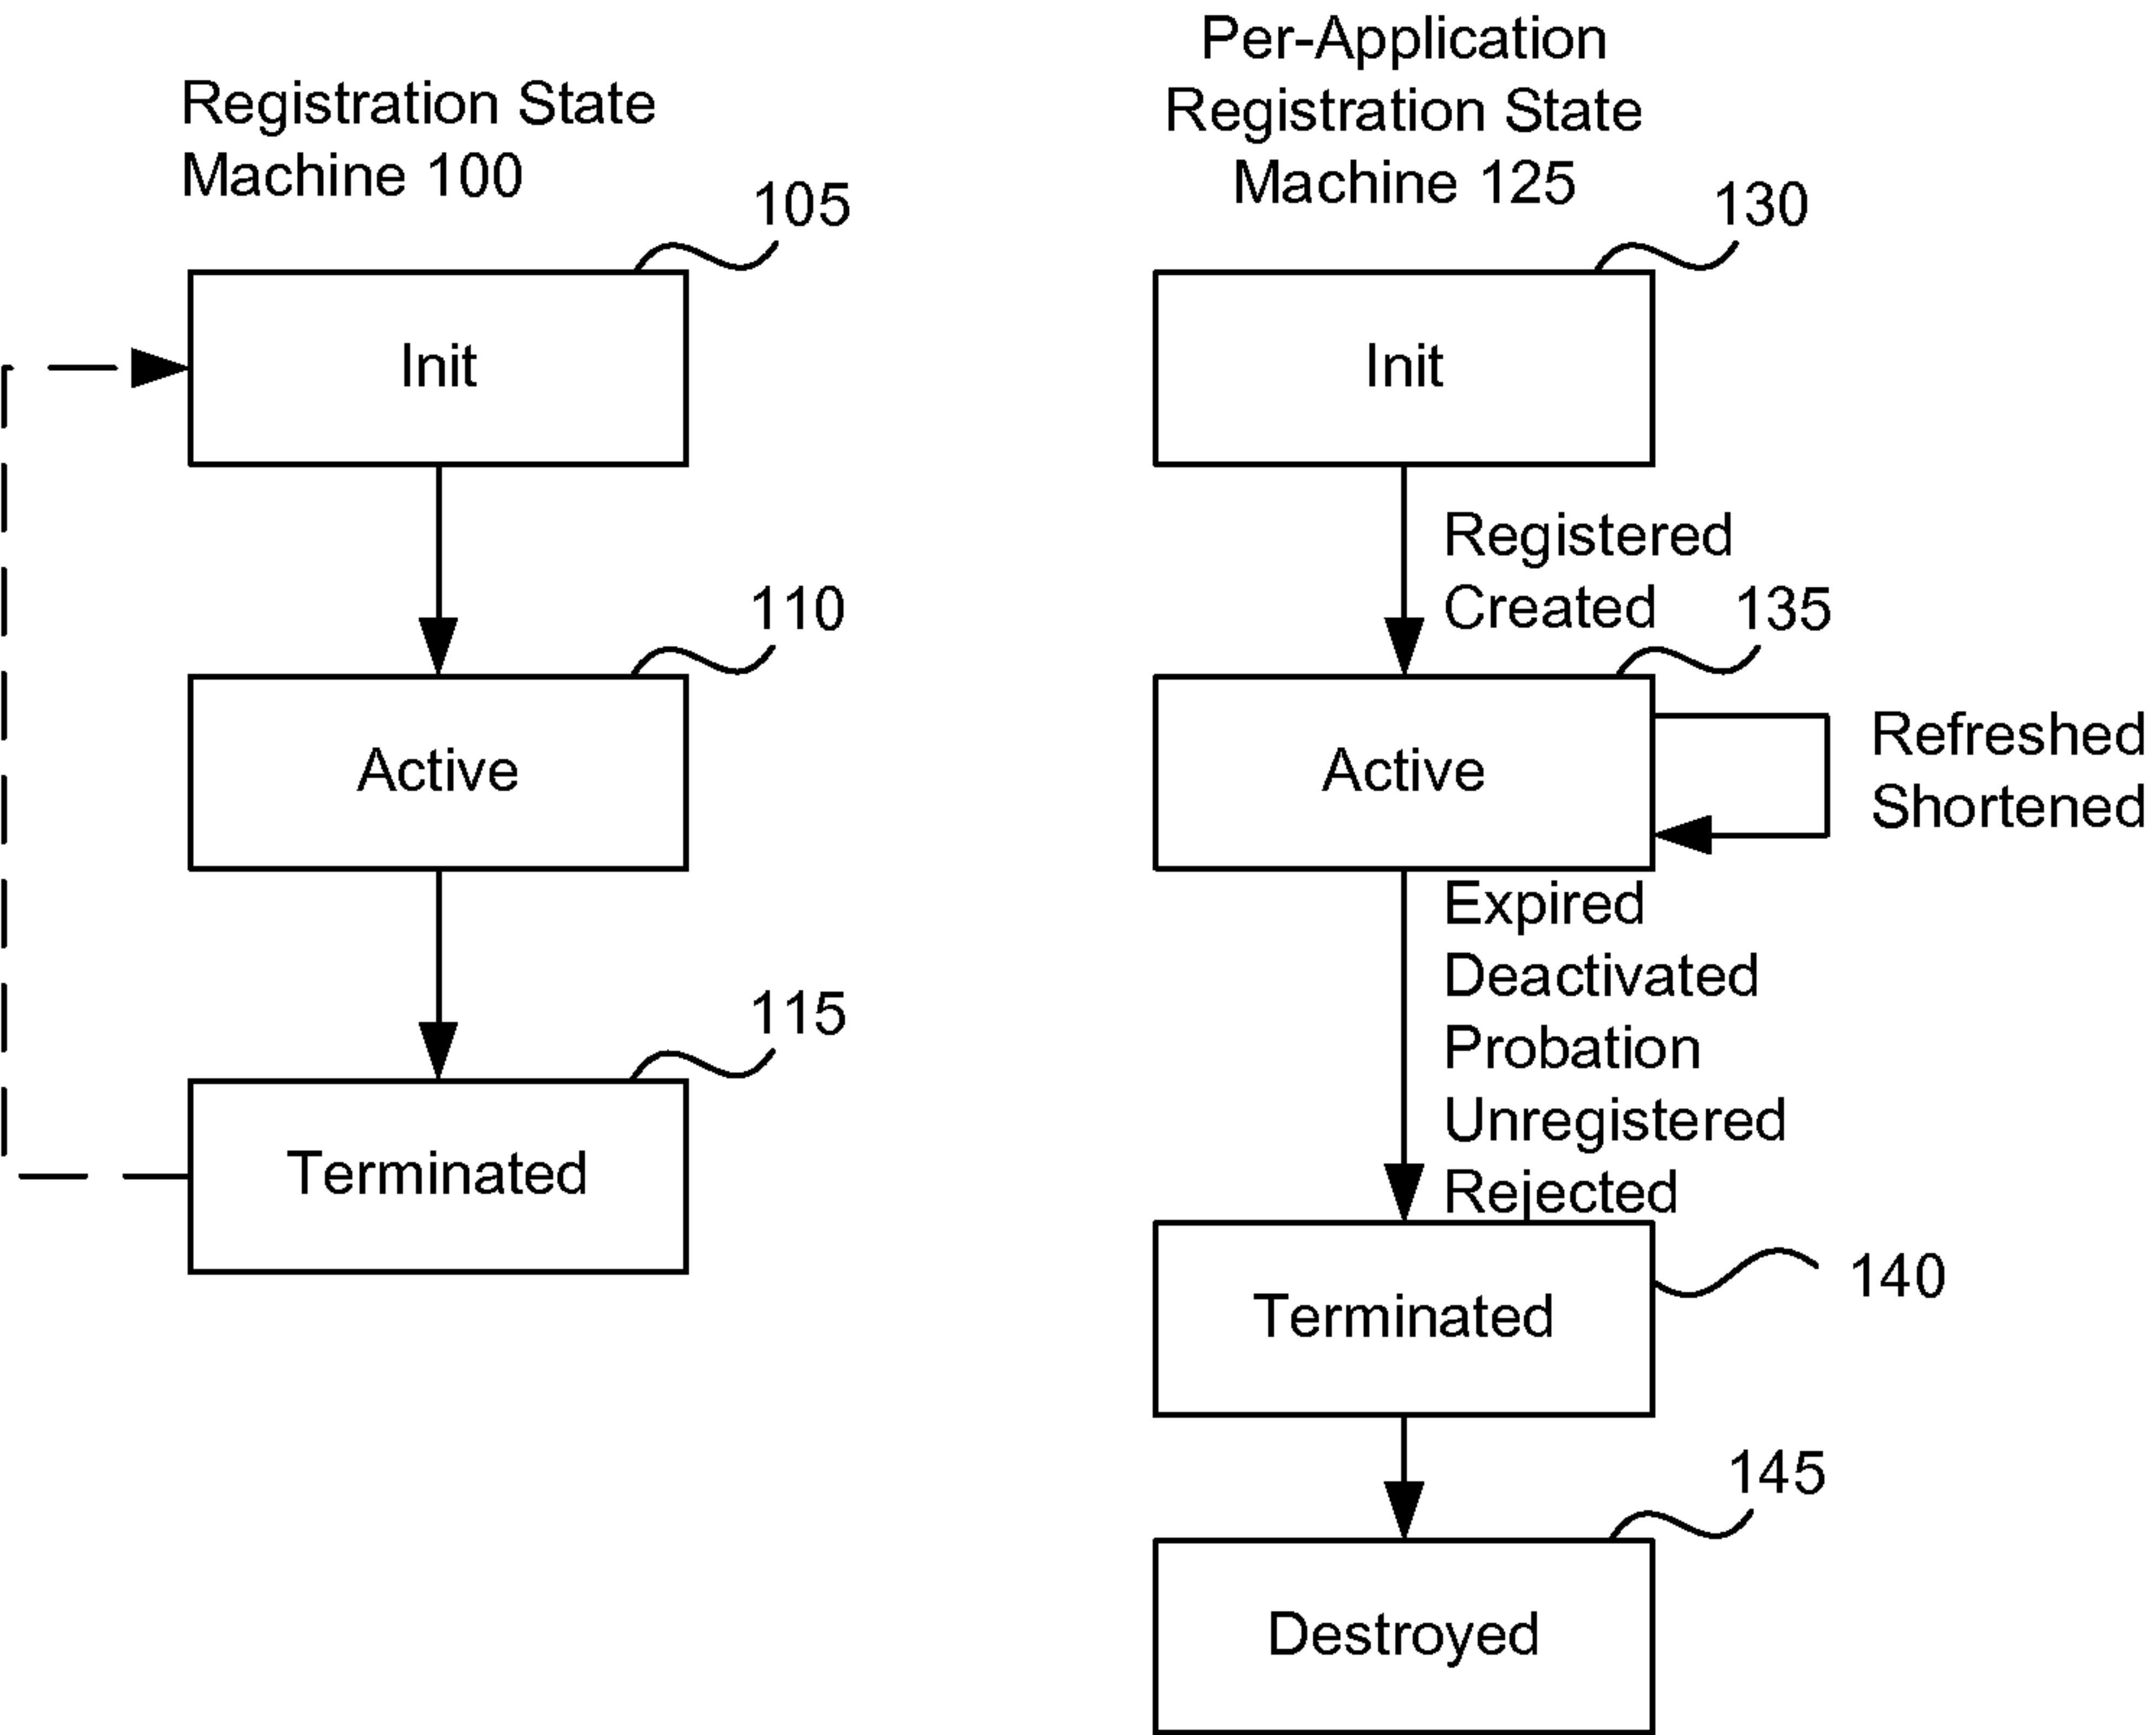 Registration State
Machine 100
105
Init
110
Active
115
Terminated
Per-Application
Registration State
Machine 125
130
Init
Registered
Created
135
Active
Refreshed
Shortened
Expired
Deactivated
Probation
Unregistered
Rejected
Terminated
140
145
Destroyed